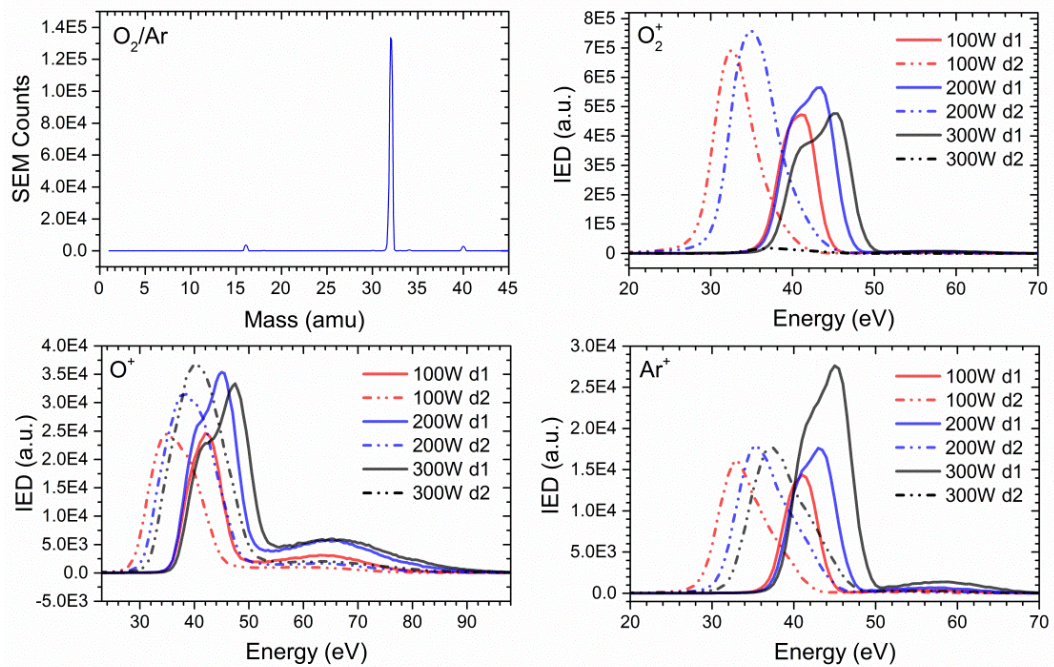 O₂/Ar
SEM Counts
1.4E5
1.2E5
1.0E5
8.0E4
6.0E4
4.0E4
2.0E4
0.0
0 5 10 15 20 25 30 35 40 45
Mass (amu)
O₂⁺
IED (a.u.)
8E5
7E5
6E5
5E5
4E5
3E5
2E5
1E5
0
20 30 40 50 60 70
Energy (eV)
100W d1
100W d2
200W d1
200W d2
300W d1
300W d2
O⁺
IED (a.u.)
4.0E4
3.5E4
3.0E4
2.5E4
2.0E4
1.5E4
1.0E4
5.0E3
0.0
-5.0E3
30 40 50 60 70 80 90
Energy (eV)
100W d1
100W d2
200W d1
200W d2
300W d1
300W d2
Ar⁺
IED (a.u.)
3.0E4
2.5E4
2.0E4
1.5E4
1.0E4
5.0E3
0.0
20 30 40 50 60 70
Energy (eV)
100W d1
100W d2
200W d1
200W d2
300W d1
300W d2